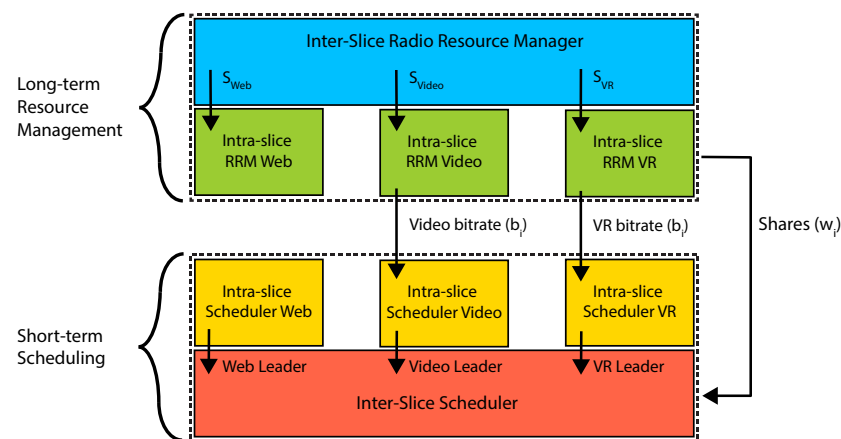 Inter-Slice Radio Resource Manager
Long-term
Resource
Management
S_Web
S_Video
S_VR
Intra-slice
RRM Web
Intra-slice
RRM Video
Intra-slice
RRM VR
Video bitrate (b_i)
VR bitrate (b_i)
Shares (w_i)
Short-term
Scheduling
Intra-slice
Scheduler Web
Intra-slice
Scheduler Video
Intra-slice
Scheduler VR
Web Leader
Video Leader
VR Leader
Inter-Slice Scheduler